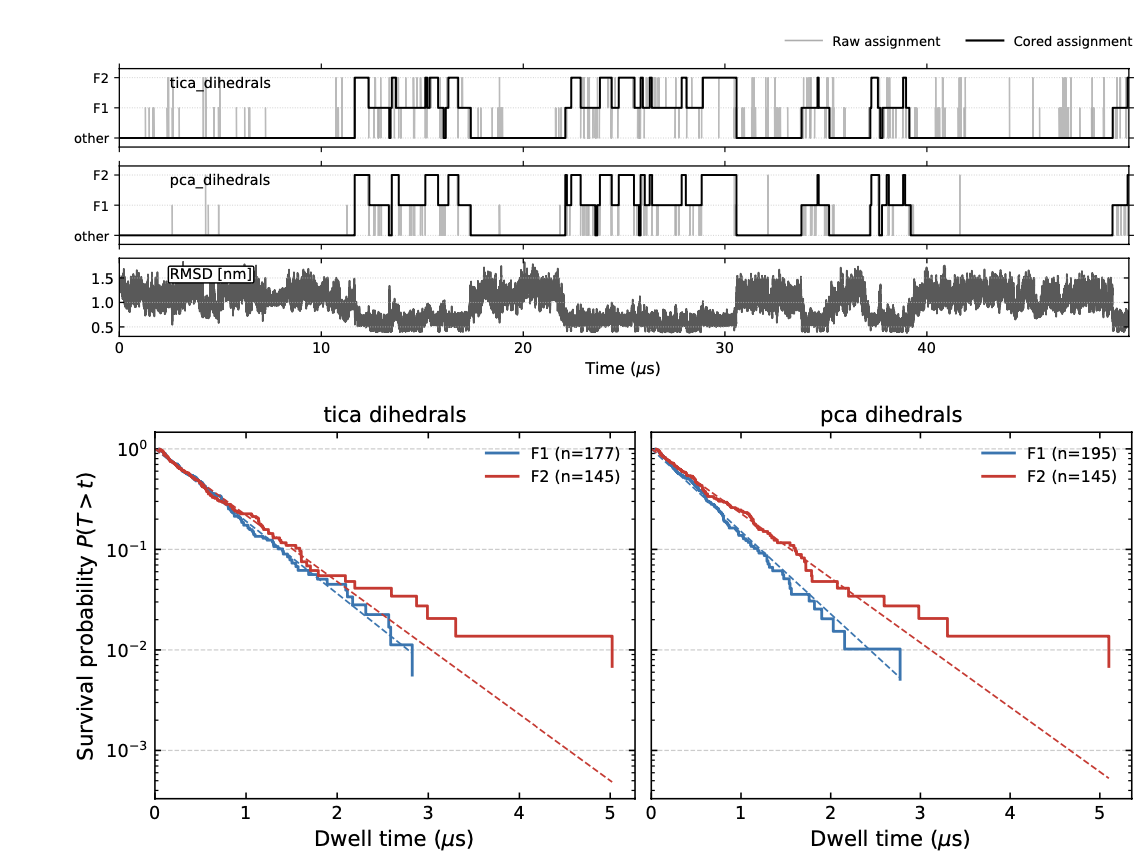 Raw assignment Cored assignment
F2
tica_dihedrals
F1
other
F2
pca_dihedrals
F1
other
RMSD [nm]
1.5
1.0
0.5
0 10 20 30 40
Time (μs)
tica dihedrals pca dihedrals
Survival probability P(T > t)
10⁰
10⁻¹
10⁻²
10⁻³
F1 (n=177)
F2 (n=145)
F1 (n=195)
F2 (n=145)
0 1 2 3 4 5 0 1 2 3 4 5
Dwell time (μs) Dwell time (μs)